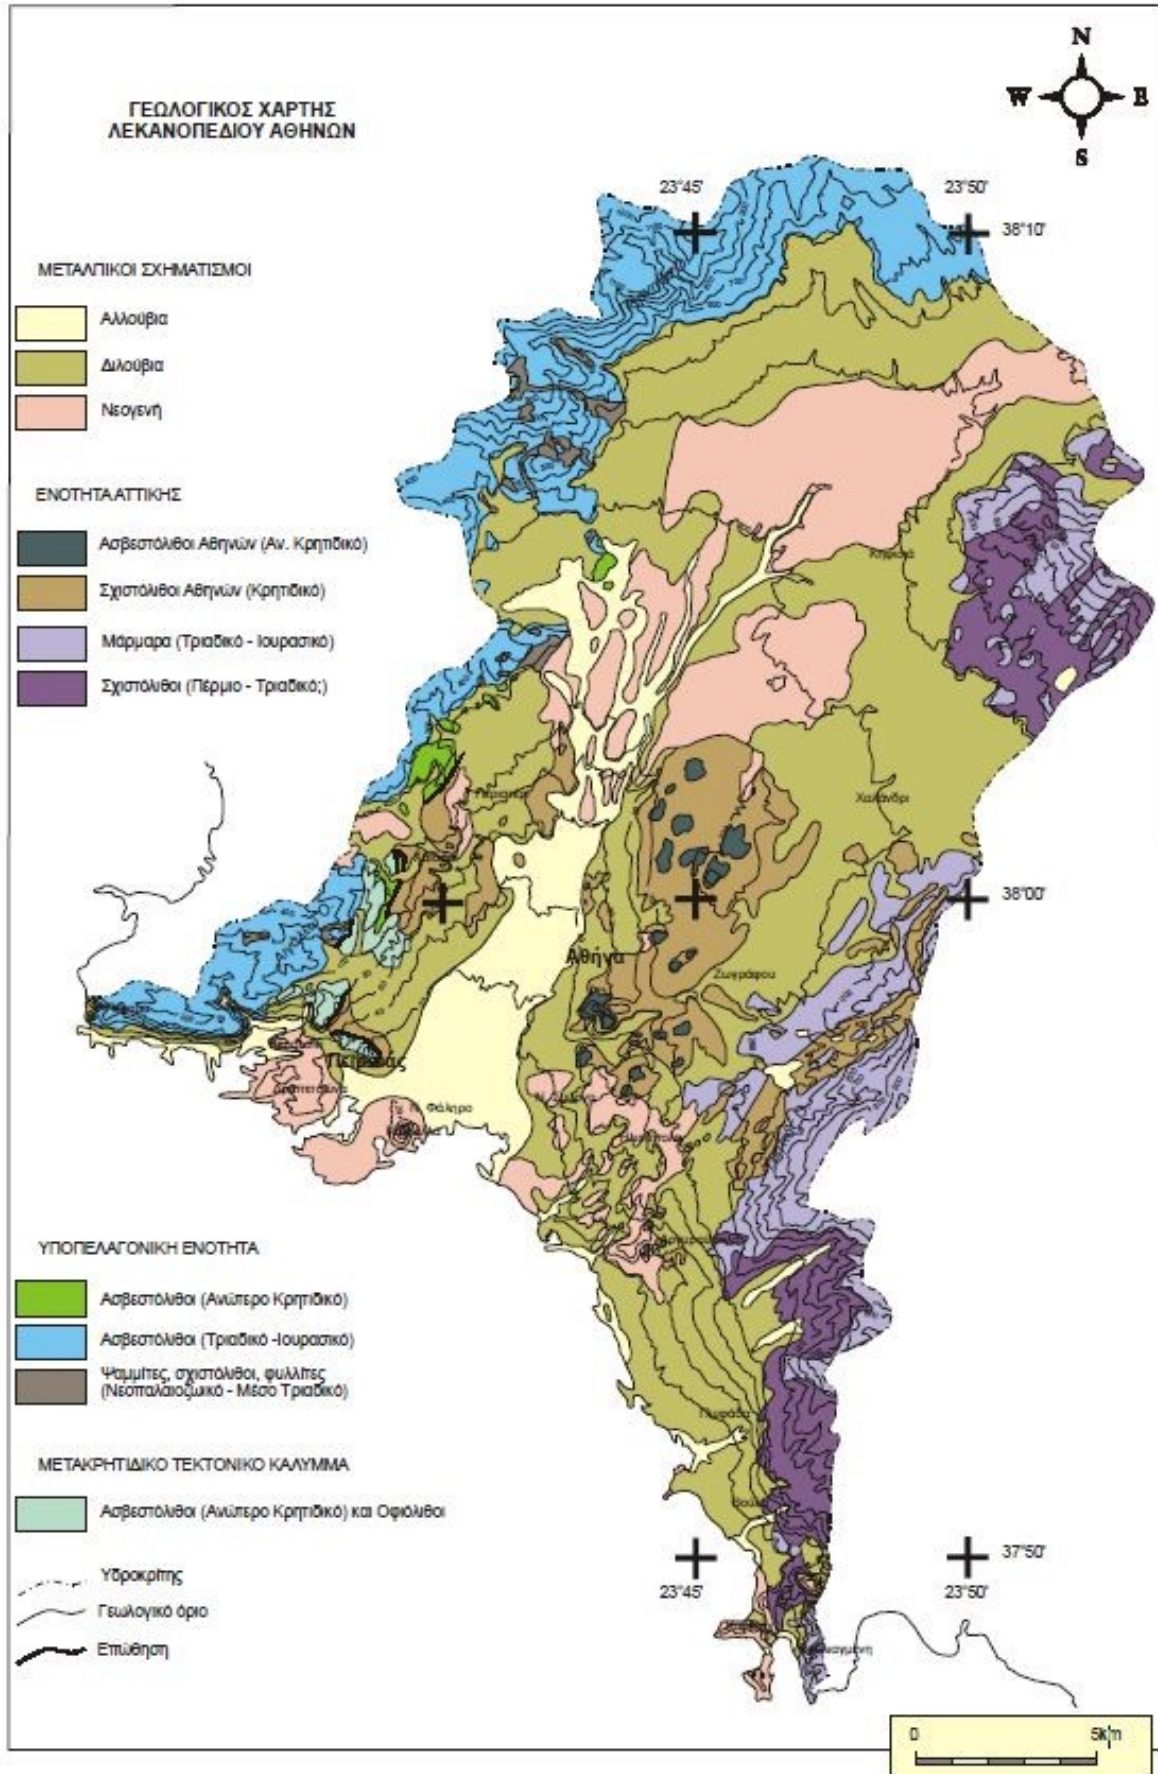 N
W E
S
ΓΕΩΛΟΓΙΚΟΣ ΧΑΡΤΗΣ
ΛΕΚΑΝΟΠΕΔΙΟΥ ΑΘΗΝΩΝ
23°45' 23°50'
38°10'
ΜΕΤΑΛΠΙΚΟΙ ΣΧΗΜΑΤΙΣΜΟΙ
Αλλούβια
Διλούβια
Νεογενή
ΕΝΟΤΗΤΑ ΑΤΤΙΚΗΣ
Ασβεστόλιθοι Αθηνών (Αν. Κρητιδικό)
Σχιστόλιθοι Αθηνών (Κρητιδικό)
Μάρμαρα (Τριαδικό - Ιουρασικό)
Σχιστόλιθοι (Πέρμιο - Τριαδικό;)
Κηφισιά
Χαλάνδρι
38°00'
Αθήνα
Ζωγράφου
Πειραιάς
Ν. Φάληρο
Γλυφάδα
Βούλα
ΥΠΟΠΕΛΑΓΟΝΙΚΗ ΕΝΟΤΗΤΑ
Ασβεστόλιθοι (Ανώτερο Κρητιδικό)
Ασβεστόλιθοι (Τριαδικό -Ιουρασικό)
Ψαμμίτες, σχιστόλιθοι, φυλλίτες
(Νεοπαλαιοζωικό - Μέσο Τριαδικό)
ΜΕΤΑΚΡΗΤΙΔΙΚΟ ΤΕΚΤΟΝΙΚΟ ΚΑΛΥΜΜΑ
Ασβεστόλιθοι (Ανώτερο Κρητιδικό) και Οφιόλιθοι
Υδροκρίτης
Γεωλογικό όριο
Επώθηση
37°50'
23°45' 23°50'
0 5km